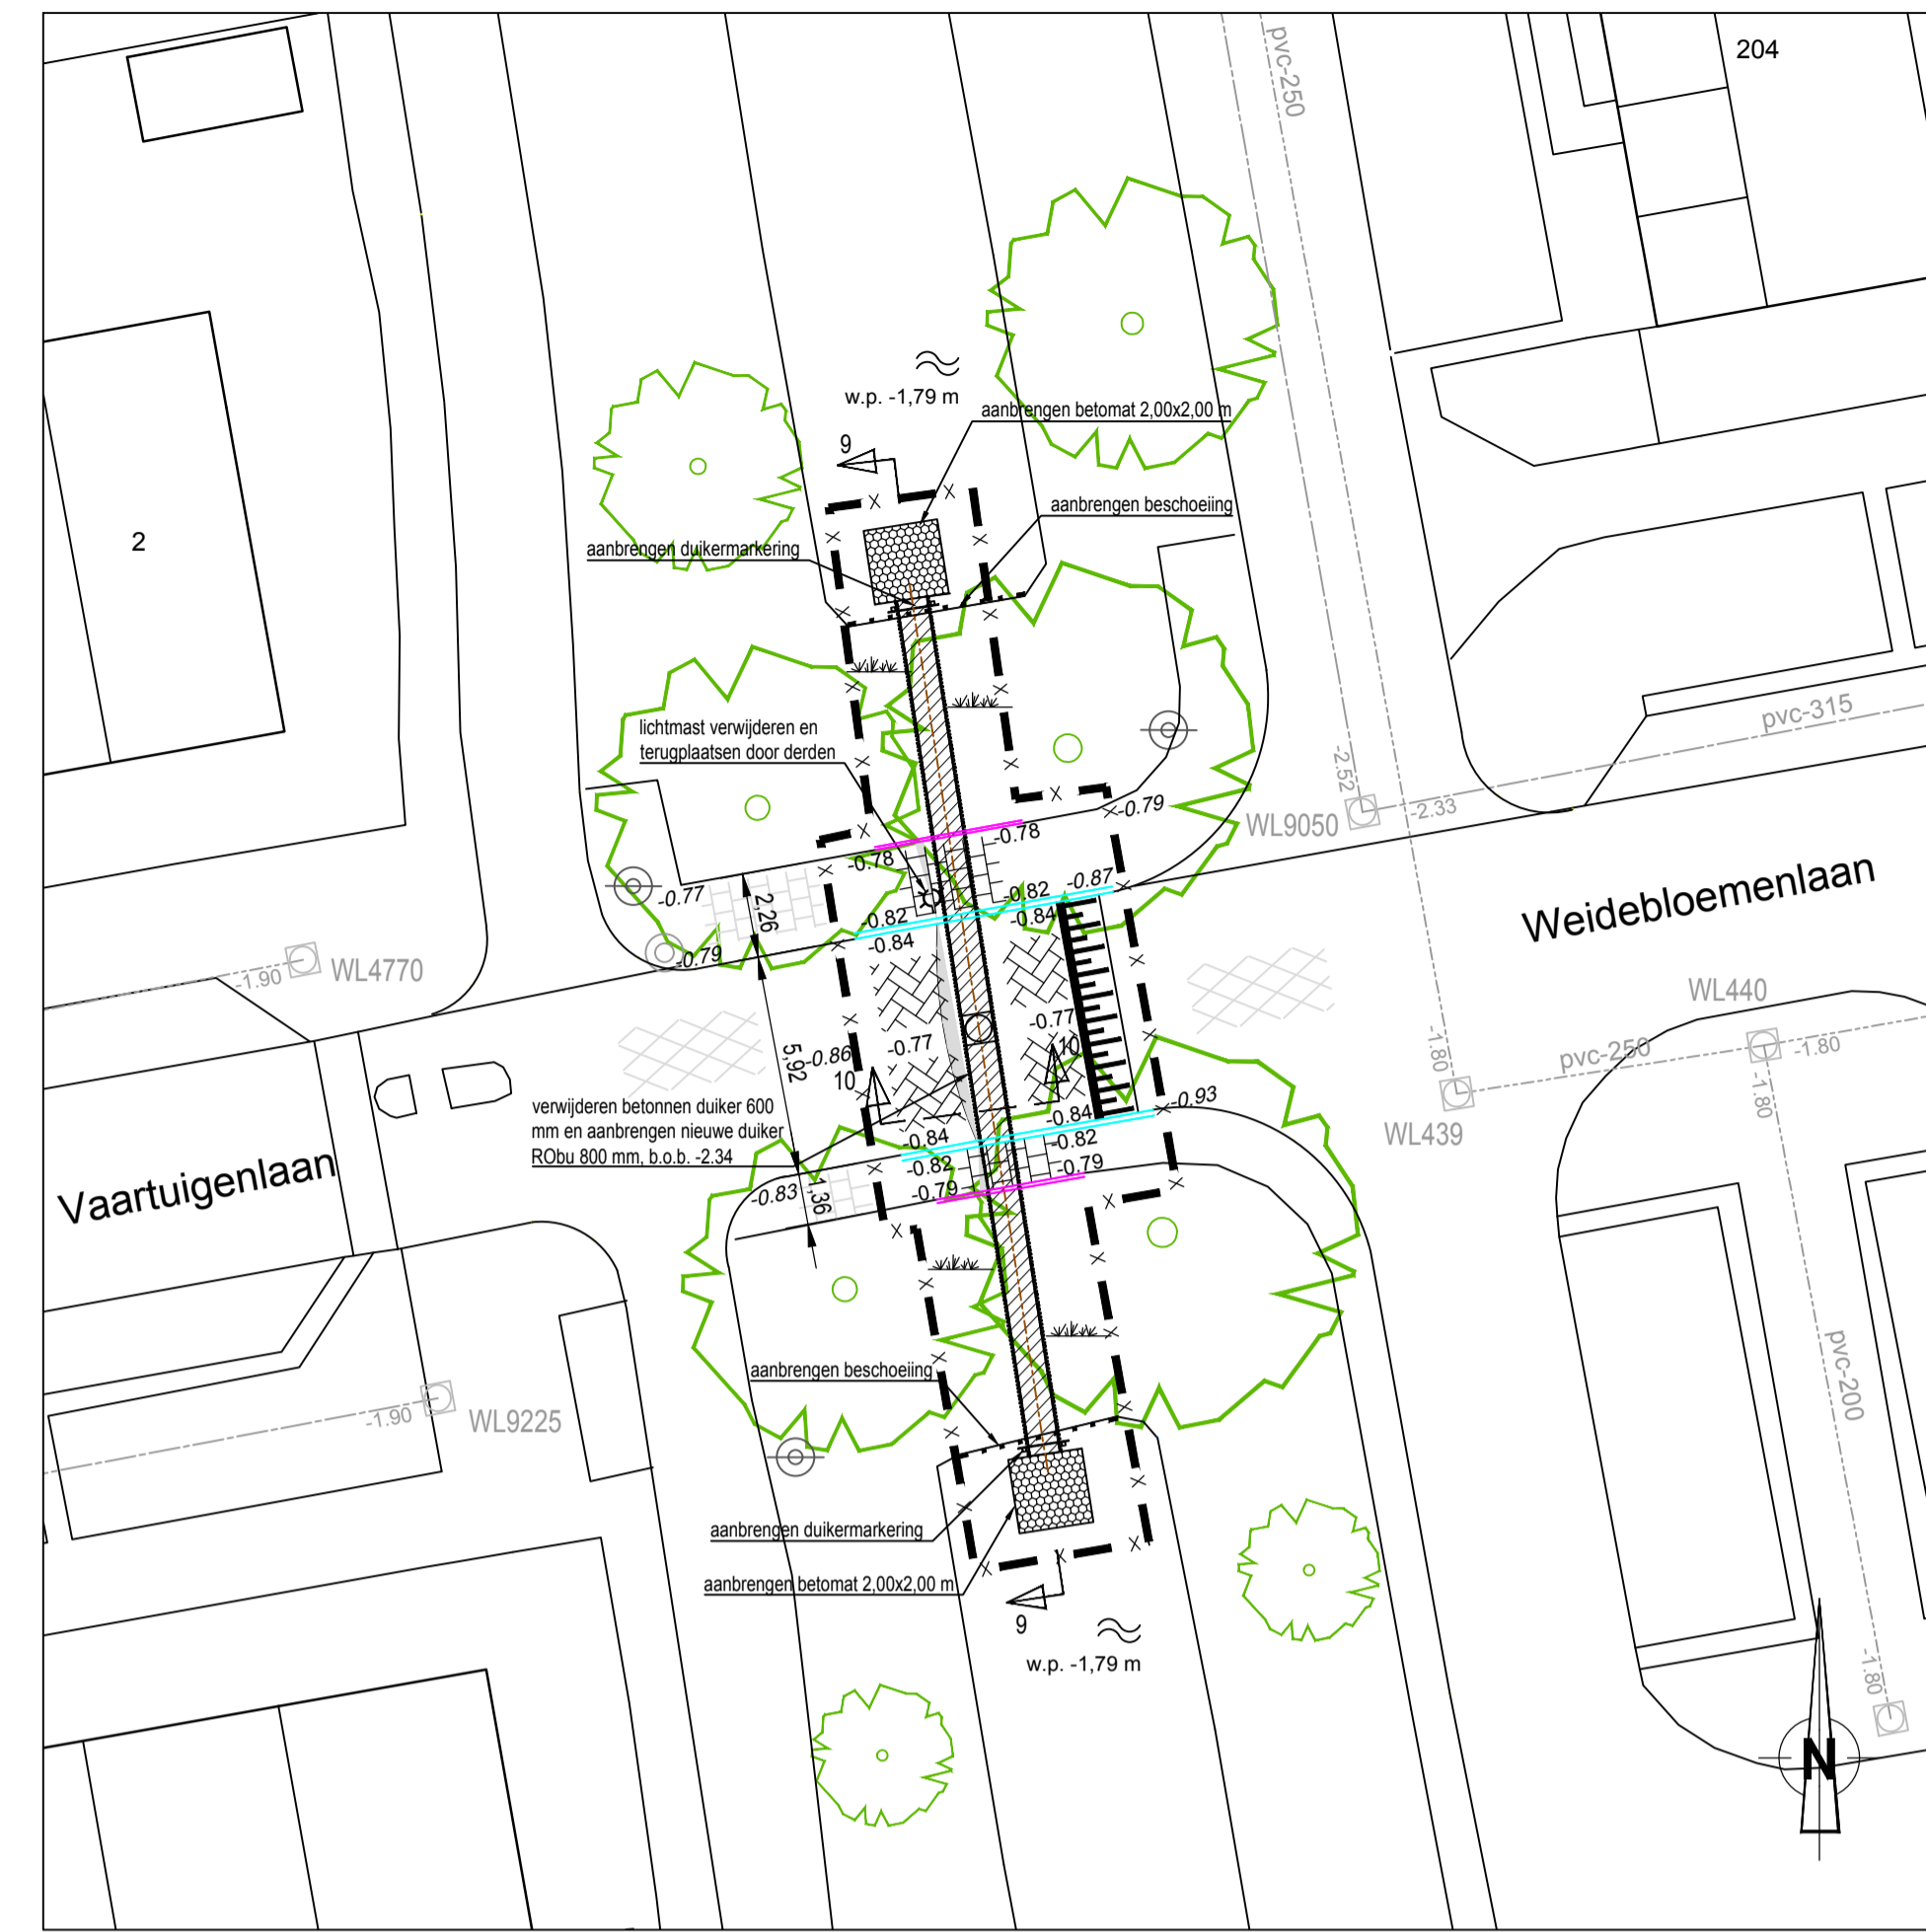 pvc-250
204
w.p. -1,79 m
aanbrengen betomat 2,00x2,00 m
9
aanbrengen beschoeiing
2
aanbrengen duikermarkering
lichtmast verwijderen en
terugplaatsen door derden
pvc-315
-2.52
-2.33
-0.79
WL9050
-0.78
-0.78
-0.77
2,26
-0.82
-0.87
-0.82
-0.84
-0.84
-0.79
Weidebloemenlaan
WL4770
-1.90
WL440
-0.77
-0.77
5,92
-0.86
10
10
-1.80
pvc-250
-1.80
-1.80
verwijderen betonnen duiker 600
mm en aanbrengen nieuwe duiker
RObu 800 mm, b.o.b. -2.34
-0.93
-0.84
-0.84
-0.82
-0.82
-0.79
-0.79
WL439
Vaartuigenlaan
-0.83
1,36
aanbrengen beschoeiing
pvc-200
-1.90
WL9225
aanbrengen duikermarkering
aanbrengen betomat 2,00x2,00 m
9
w.p. -1,79 m
-1.80
N